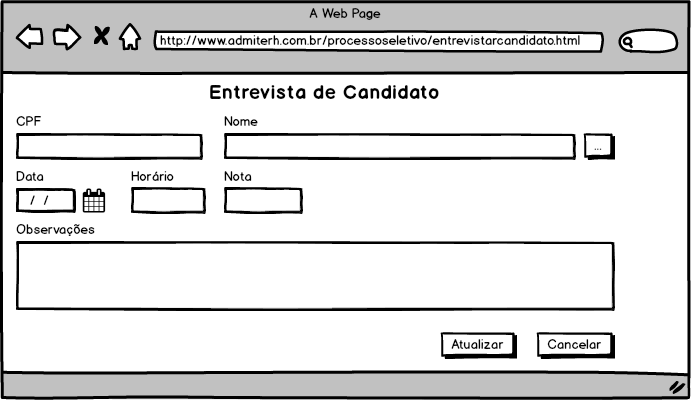 A Web Page
http://www.admiterh.com.br/processoseletivo/entrevistarcandidato.html
Entrevista de Candidato
CPF Nome
...
Data Horário Nota
/ /
Observações
Atualizar Cancelar